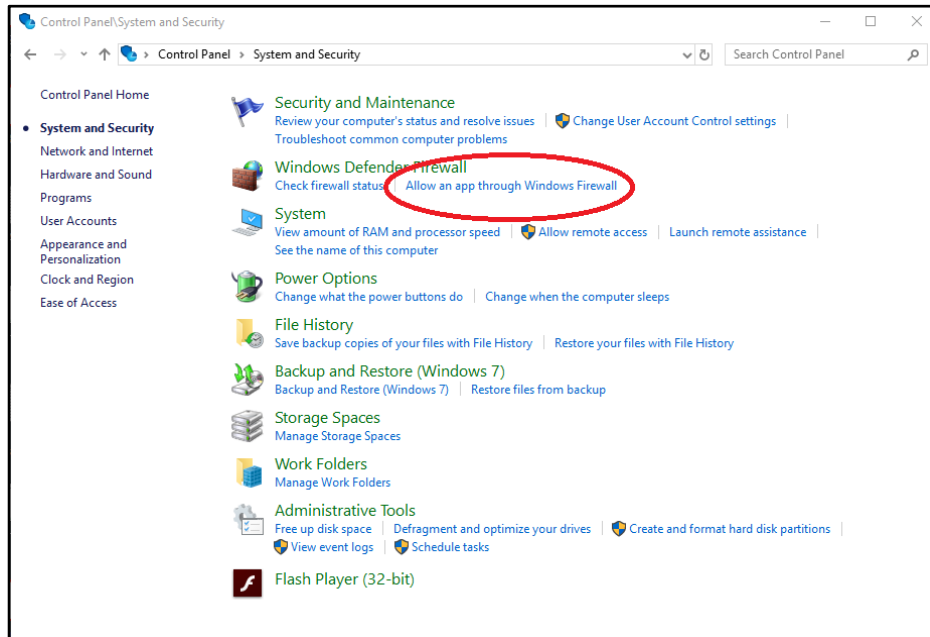 Control Panel\System and Security
Control Panel > System and Security
Search Control Panel
Control Panel Home
System and Security
Network and Internet
Hardware and Sound
Programs
User Accounts
Appearance and
Personalization
Clock and Region
Ease of Access
Security and Maintenance
Review your computer's status and resolve issues
Change User Account Control settings
Troubleshoot common computer problems
Windows Defender Firewall
Check firewall status
Allow an app through Windows Firewall
System
View amount of RAM and processor speed
Allow remote access
Launch remote assistance
See the name of this computer
Power Options
Change what the power buttons do
Change when the computer sleeps
File History
Save backup copies of your files with File History
Restore your files with File History
Backup and Restore (Windows 7)
Backup and Restore (Windows 7)
Restore files from backup
Storage Spaces
Manage Storage Spaces
Work Folders
Manage Work Folders
Administrative Tools
Free up disk space
Defragment and optimize your drives
Create and format hard disk partitions
View event logs
Schedule tasks
Flash Player (32-bit)